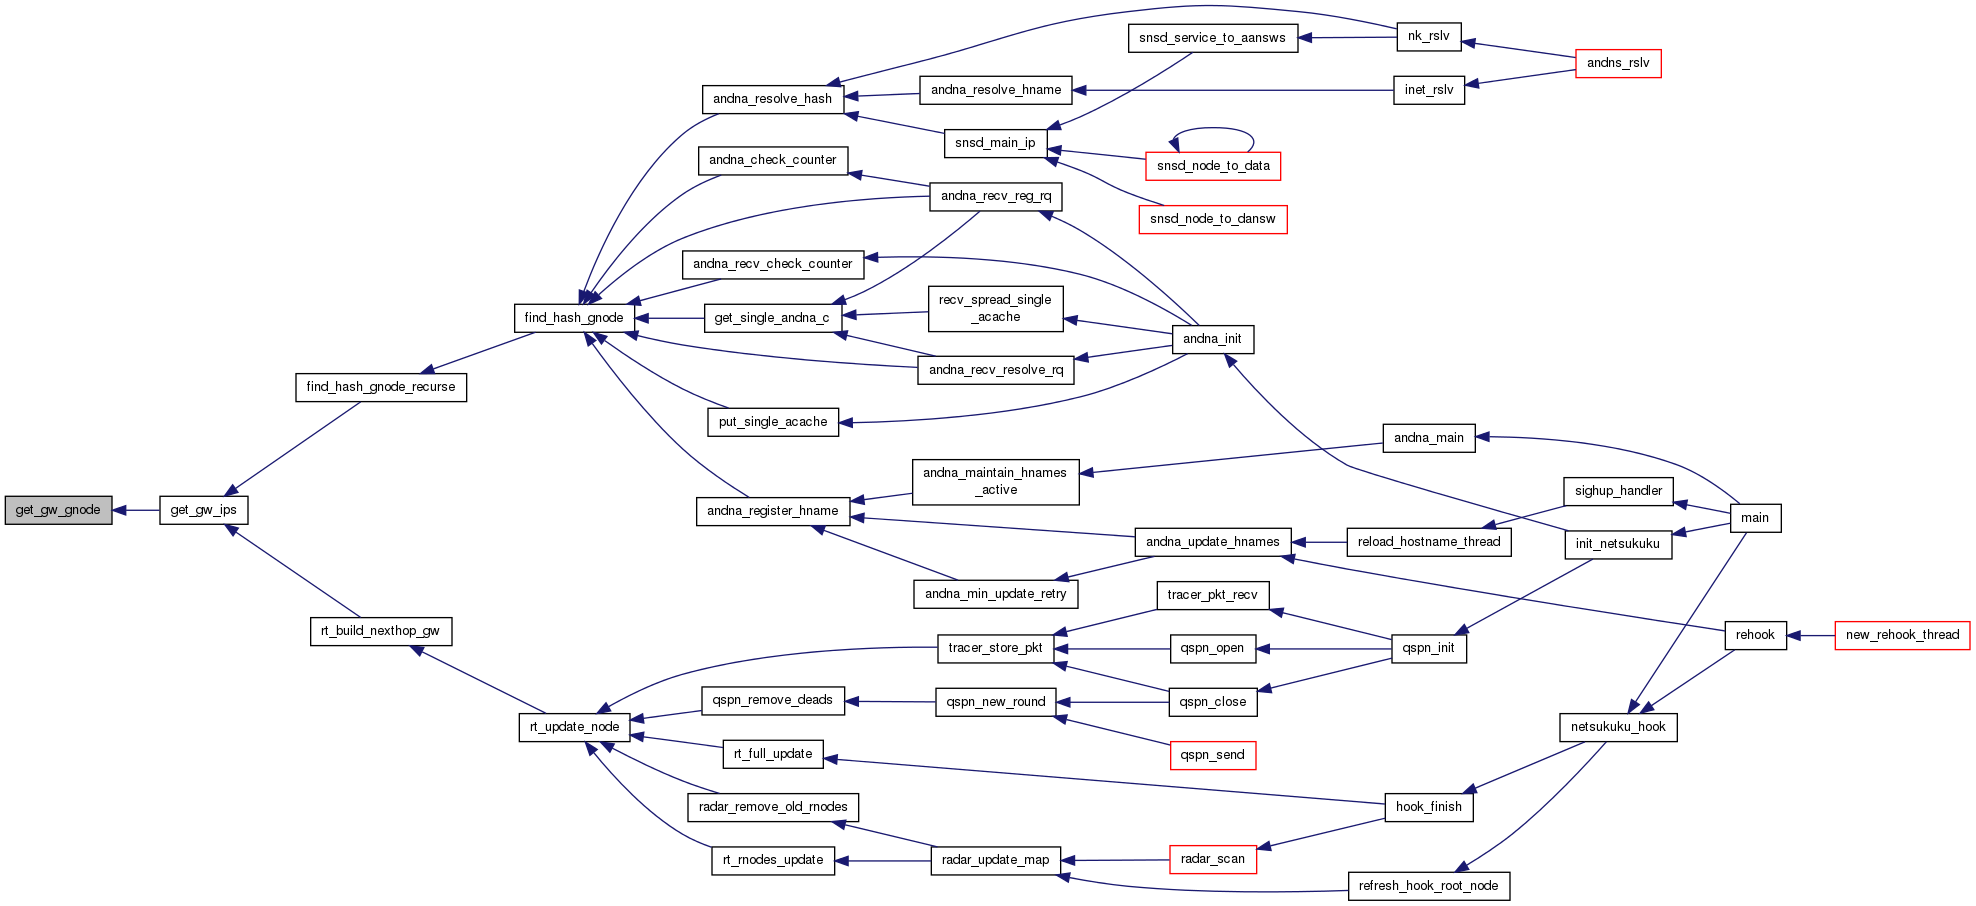 get_gw_gnode
get_gw_ips
find_hash_gnode_recurse
rt_build_nexthop_gw
find_hash_gnode
rt_update_node
andna_resolve_hash
andna_check_counter
andna_recv_check_counter
get_single_andna_c
put_single_acache
andna_register_hname
qspn_remove_deads
rt_full_update
radar_remove_old_rnodes
rt_rnodes_update
andna_resolve_hname
snsd_main_ip
andna_recv_reg_rq
recv_spread_single
_acache
andna_recv_resolve_rq
andna_maintain_hnames
_active
andna_min_update_retry
tracer_store_pkt
qspn_new_round
radar_update_map
snsd_service_to_aansws
snsd_node_to_data
snsd_node_to_dansw
andna_init
andna_update_hnames
tracer_pkt_recv
qspn_open
qspn_close
qspn_send
radar_scan
nk_rslv
inet_rslv
andna_main
reload_hostname_thread
qspn_init
hook_finish
refresh_hook_root_node
andns_rslv
sighup_handler
init_netsukuku
netsukuku_hook
main
rehook
new_rehook_thread